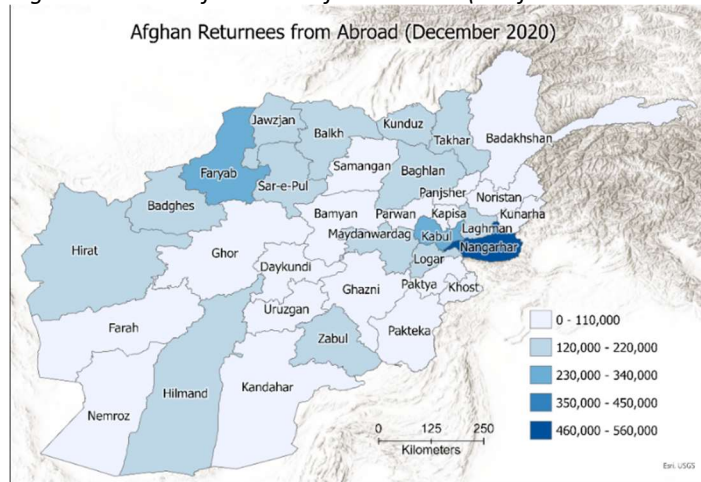 Afghan Returnees from Abroad (December 2020)
Jawzjan
Balkh
Kunduz
Takhar
Badakhshan
Faryab
Sar-e-Pul
Samangan
Baghlan
Panjsher
Noristan
Badghes
Bamyan
Parwan
Kapisa
Kunarha
Hirat
Ghor
Maydanwardag
Kabul
Laghman
Nangarhar
Daykundi
Logar
Ghazni
Paktya
Khost
Uruzgan
Farah
Zabul
Pakteka
Hilmand
Kandahar
Nemroz
0 - 110,000
120,000 - 220,000
230,000 - 340,000
350,000 - 450,000
460,000 - 560,000
0 125 250
Kilometers
Esri, USGS